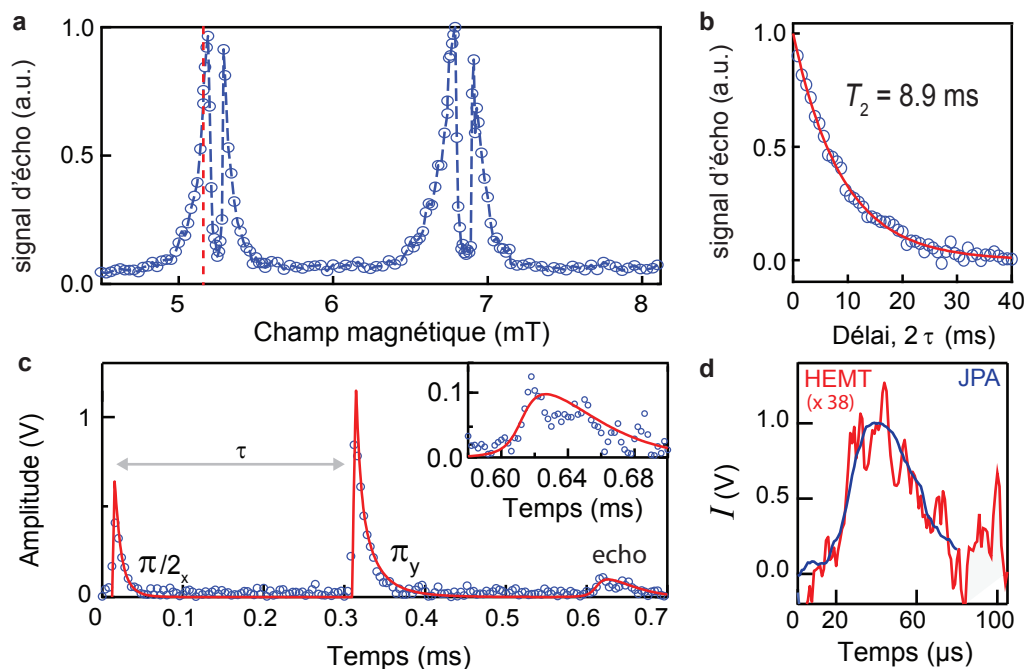 a
signal d'écho (a.u.)
1.0
0.5
0.0
5
6
7
8
Champ magnétique (mT)
b
signal d'écho (a.u.)
1.0
0.5
0.0
T2 = 8.9 ms
0
10
20
30
40
Délai, 2 τ (ms)
c
Amplitude (V)
1
0
τ
π/2x
πy
echo
0
0.1
0.2
0.3
0.4
0.5
0.6
0.7
Temps (ms)
0.1
0.0
0.60
0.64
0.68
Temps (ms)
d
HEMT
(x 38)
JPA
I (V)
1.0
0.5
0.0
0
20
60
100
Temps (µs)